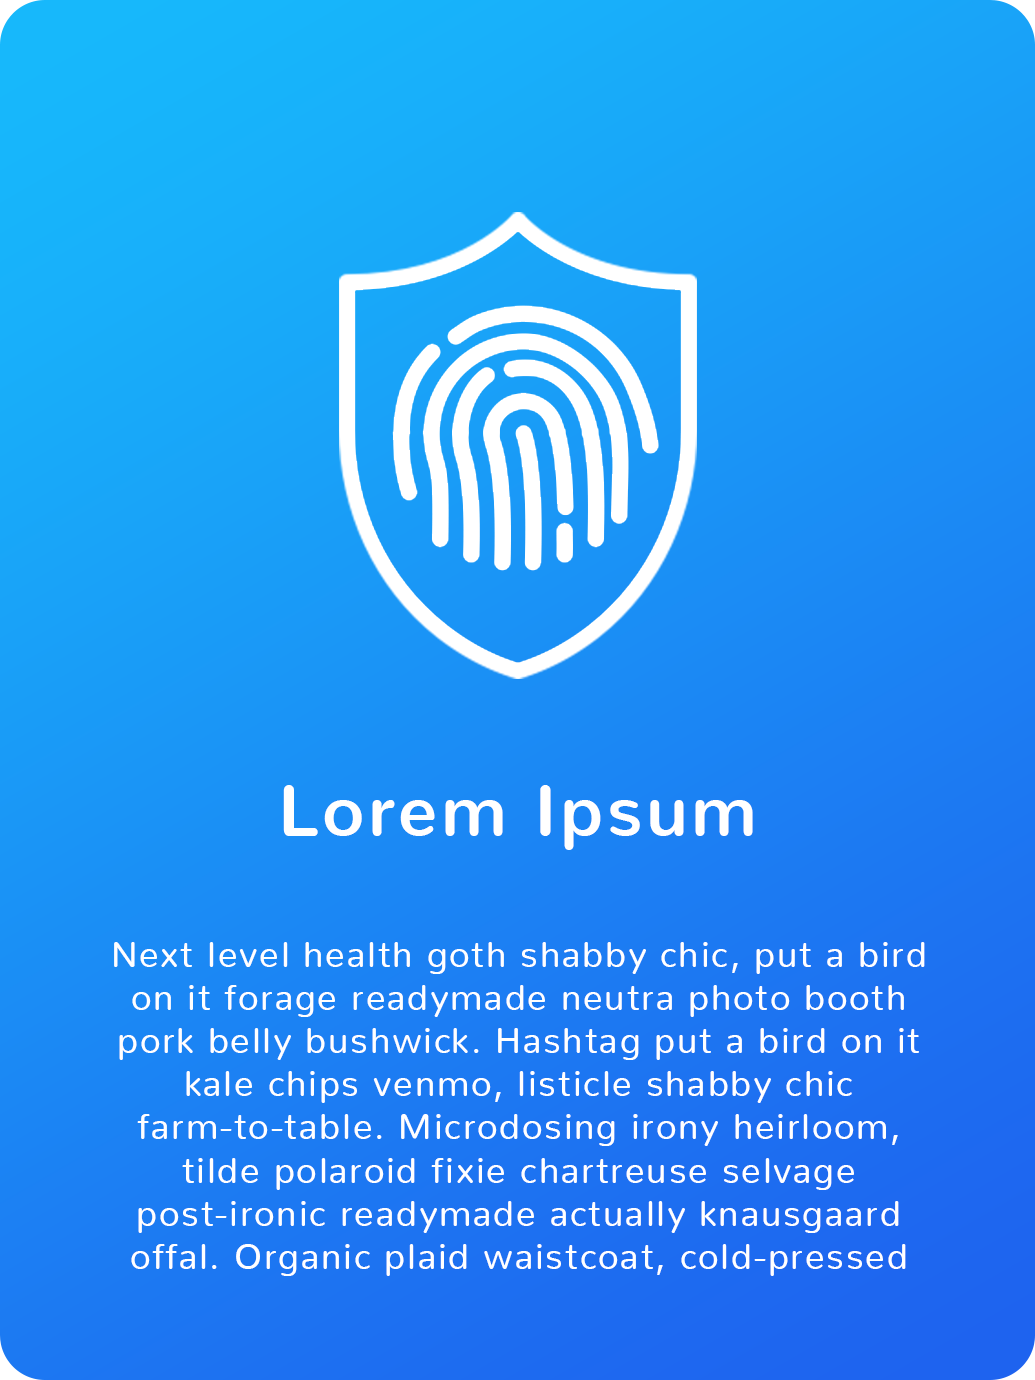 Lorem Ipsum
Next level health goth shabby chic, put a bird
on it forage readymade neutra photo booth
pork belly bushwick. Hashtag put a bird on it
kale chips venmo, listicle shabby chic
farm-to-table. Microdosing irony heirloom,
tilde polaroid fixie chartreuse selvage
post-ironic readymade actually knausgaard
offal. Organic plaid waistcoat, cold-pressed